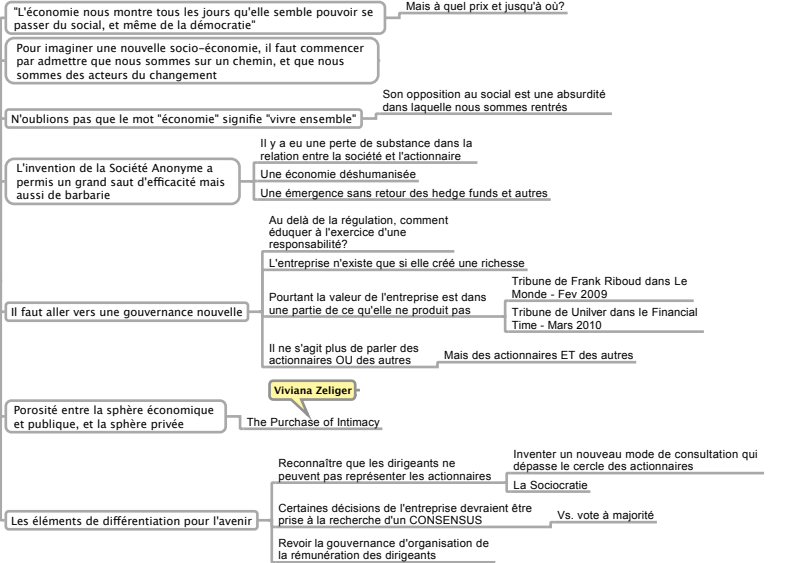 "L'économie nous montre tous les jours qu'elle semble pouvoir se
passer du social, et même de la démocratie"
Mais à quel prix et jusqu'à où?
Pour imaginer une nouvelle socio-économie, il faut commencer
par admettre que nous sommes sur un chemin, et que nous
sommes des acteurs du changement
N'oublions pas que le mot "économie" signifie "vivre ensemble"
Son opposition au social est une absurdité
dans laquelle nous sommes rentrés
L'invention de la Société Anonyme a
permis un grand saut d'efficacité mais
aussi de barbarie
Il y a eu une perte de substance dans la
relation entre la société et l'actionnaire
Une économie déshumanisée
Une émergence sans retour des hedge funds et autres
Il faut aller vers une gouvernance nouvelle
Au delà de la régulation, comment
éduquer à l'exercice d'une
responsabilité?
L'entreprise n'existe que si elle créé une richesse
Pourtant la valeur de l'entreprise est dans
une partie de ce qu'elle ne produit pas
Tribune de Frank Riboud dans Le
Monde - Fev 2009
Tribune de Unilver dans le Financial
Time - Mars 2010
Il ne s'agit plus de parler des
actionnaires OU des autres
Mais des actionnaires ET des autres
Porosité entre la sphère économique
et publique, et la sphère privée
Viviana Zeliger
The Purchase of Intimacy
Les éléments de différentiation pour l'avenir
Reconnaître que les dirigeants ne
peuvent pas représenter les actionnaires
Inventer un nouveau mode de consultation qui
dépasse le cercle des actionnaires
La Sociocratie
Certaines décisions de l'entreprise devraient être
prise à la recherche d'un CONSENSUS
Vs. vote à majorité
Revoir la gouvernance d'organisation de
la rémunération des dirigeants